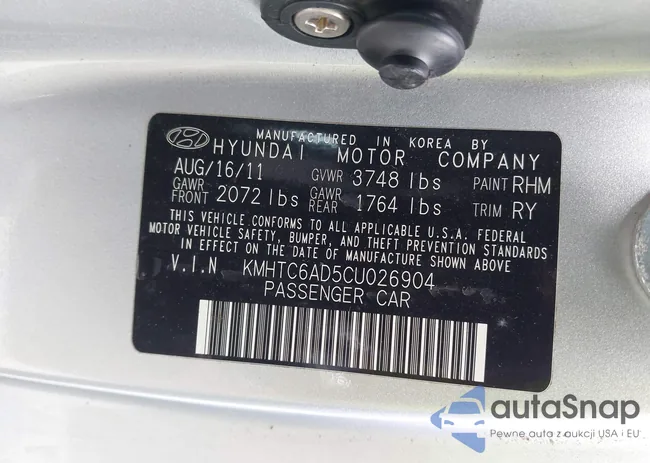 MANUFACTURED IN KOREA BY
HYUNDAI MOTOR COMPANY
AUG/16/11 GVWR 3748 lbs PAINT RHM
GAWR FRONT 2072 lbs GAWR REAR 1764 lbs TRIM RY
THIS VEHICLE CONFORMS TO ALL APPLICABLE U.S.A. FEDERAL
MOTOR VEHICLE SAFETY, BUMPER, AND THEFT PREVENTION STANDARDS
IN EFFECT ON THE DATE OF MANUFACTURE SHOWN ABOVE
V.I.N KMHTC6AD5CU026904
PASSENGER CAR
autaSnap
Pewne auta z aukcji USA i EU